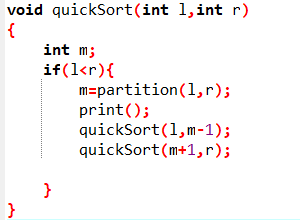 void quickSort(int l,int r)
{
    int m;
    if(l<r){
        m=partition(l,r);
        print();
        quickSort(l,m-1);
        quickSort(m+1,r);
    }
}